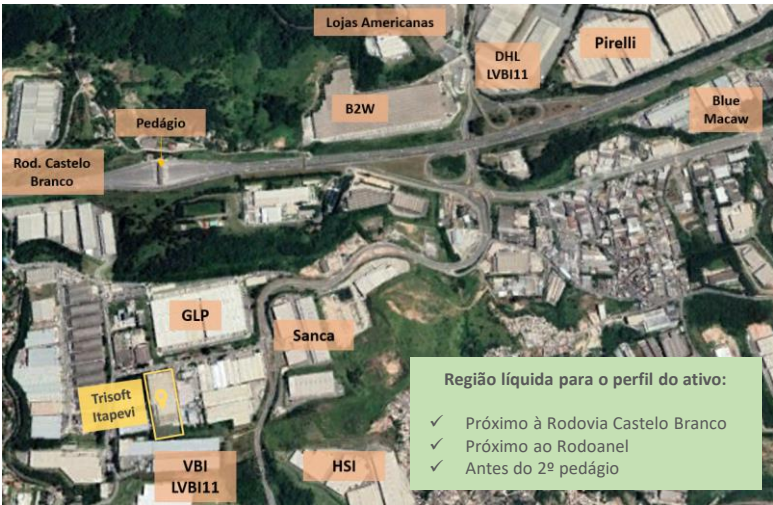 Lojas Americanas
DHL
LVBI11
Pirelli
B2W
Blue
Macaw
Pedágio
Rod. Castelo
Branco
GLP
Sanca
Trisoft
Itapevi
VBI
LVBI11
HSI
Região líquida para o perfil do ativo:
✓ Próximo à Rodovia Castelo Branco
✓ Próximo ao Rodoanel
✓ Antes do 2º pedágio